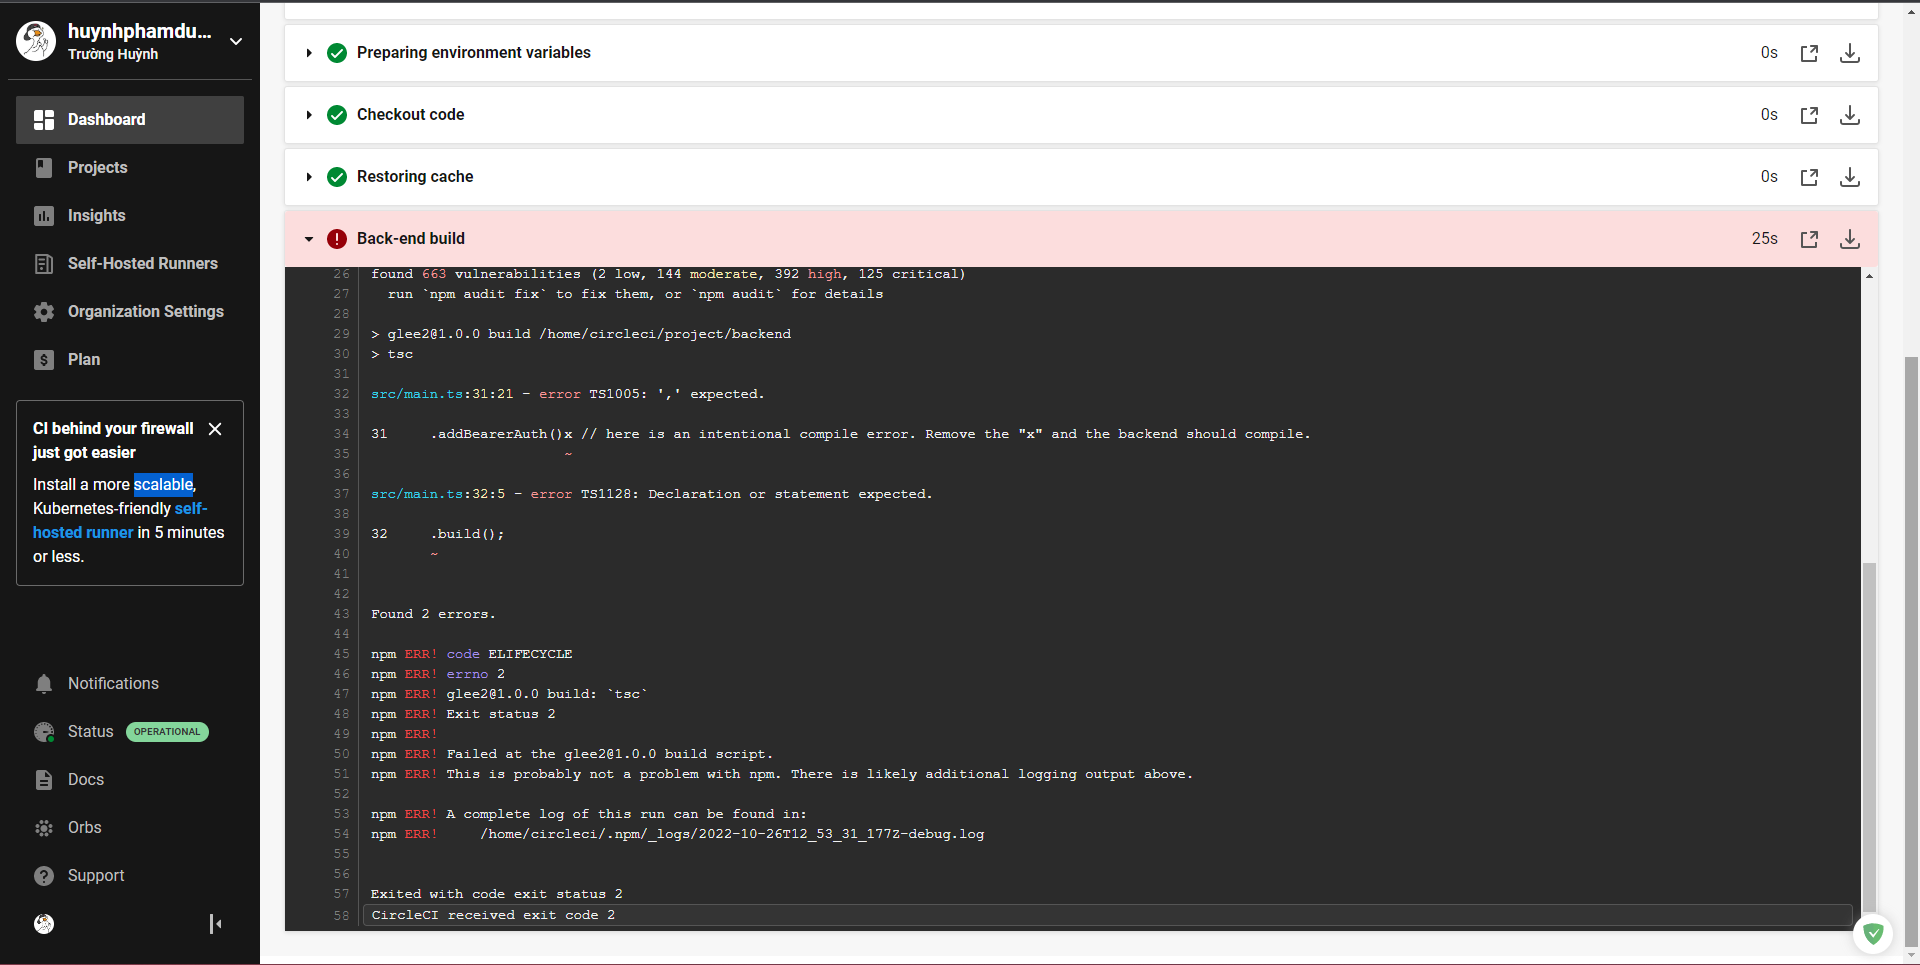 huynhphamdu...
Trường Huỳnh
Dashboard
Projects
Insights
Self-Hosted Runners
Organization Settings
Plan
CI behind your firewall
just got easier
Install a more scalable,
Kubernetes-friendly self-
hosted runner in 5 minutes
or less.
Notifications
Status OPERATIONAL
Docs
Orbs
Support
Preparing environment variables 0s
Checkout code 0s
Restoring cache 0s
Back-end build 25s
26 found 663 vulnerabilities (2 low, 144 moderate, 392 high, 125 critical)
27   run `npm audit fix` to fix them, or `npm audit` for details
28
29 > glee2@1.0.0 build /home/circleci/project/backend
30 > tsc
31
32 src/main.ts:31:21 - error TS1005: ',' expected.
33
34 31     .addBearerAuth()x // here is an intentional compile error. Remove the "x" and the backend should compile.
35                        ~
36
37 src/main.ts:32:5 - error TS1128: Declaration or statement expected.
38
39 32     .build();
40        ~
41
42
43 Found 2 errors.
44
45 npm ERR! code ELIFECYCLE
46 npm ERR! errno 2
47 npm ERR! glee2@1.0.0 build: `tsc`
48 npm ERR! Exit status 2
49 npm ERR!
50 npm ERR! Failed at the glee2@1.0.0 build script.
51 npm ERR! This is probably not a problem with npm. There is likely additional logging output above.
52
53 npm ERR! A complete log of this run can be found in:
54 npm ERR!     /home/circleci/.npm/_logs/2022-10-26T12_53_31_177Z-debug.log
55
56
57 Exited with code exit status 2
58 CircleCI received exit code 2